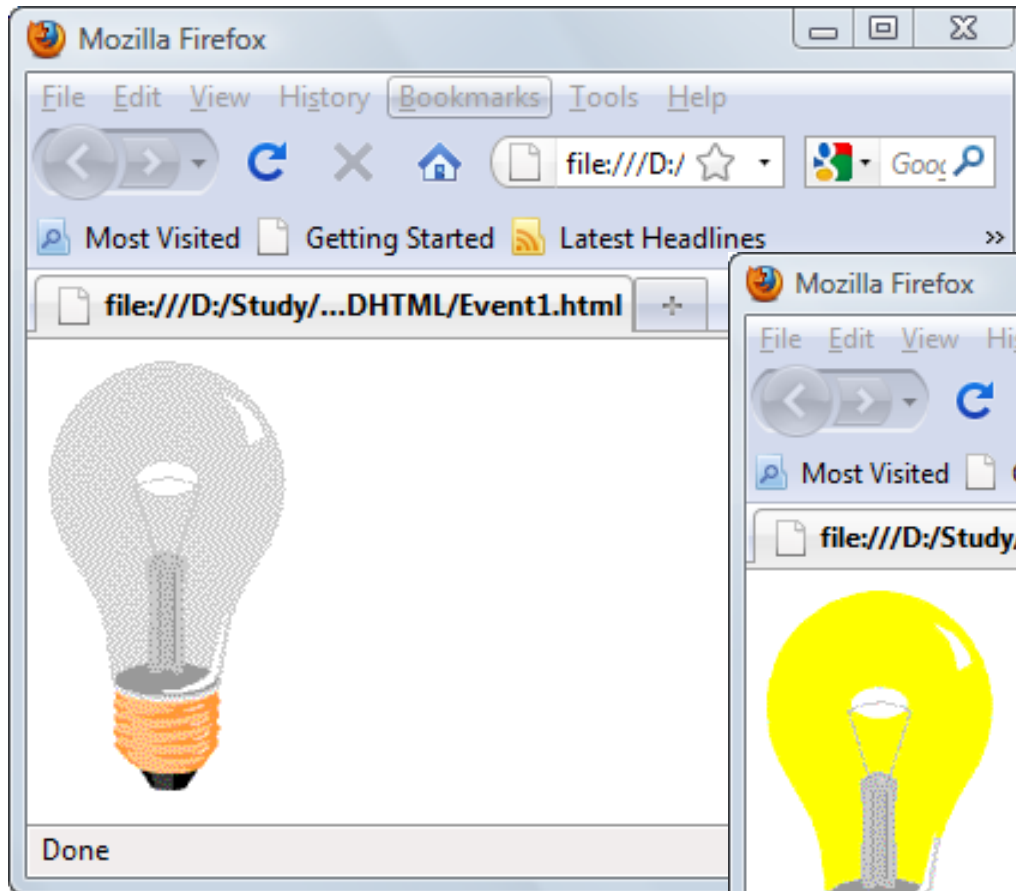 Mozilla Firefox
File Edit View History Bookmarks Tools Help
file:///D:/
Most Visited Getting Started Latest Headlines »
file:///D:/Study/...DHTML/Event1.html
Done
Mozilla Firefox
File Edit View
Most Visited
file:///D:/Study/